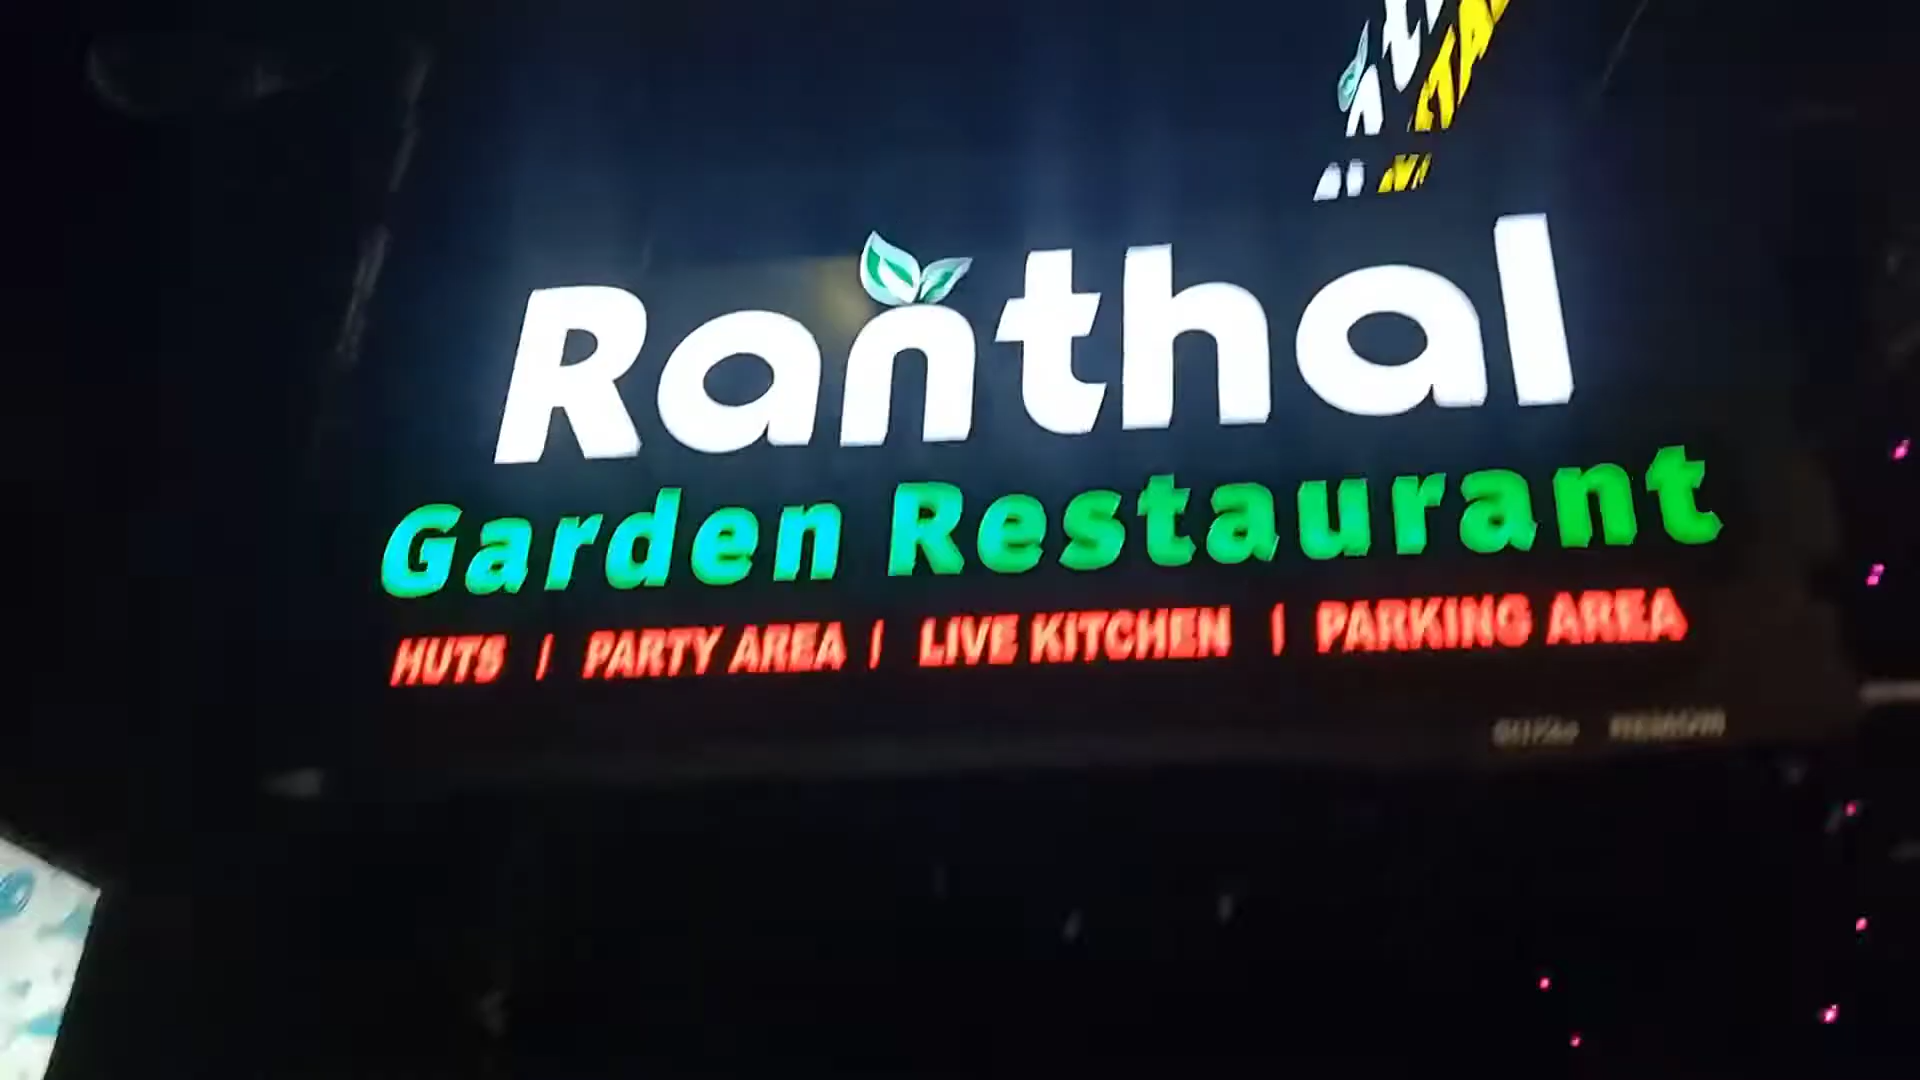 Ranthal
Garden Restaurant
HUTS | PARTY AREA | LIVE KITCHEN | PARKING AREA